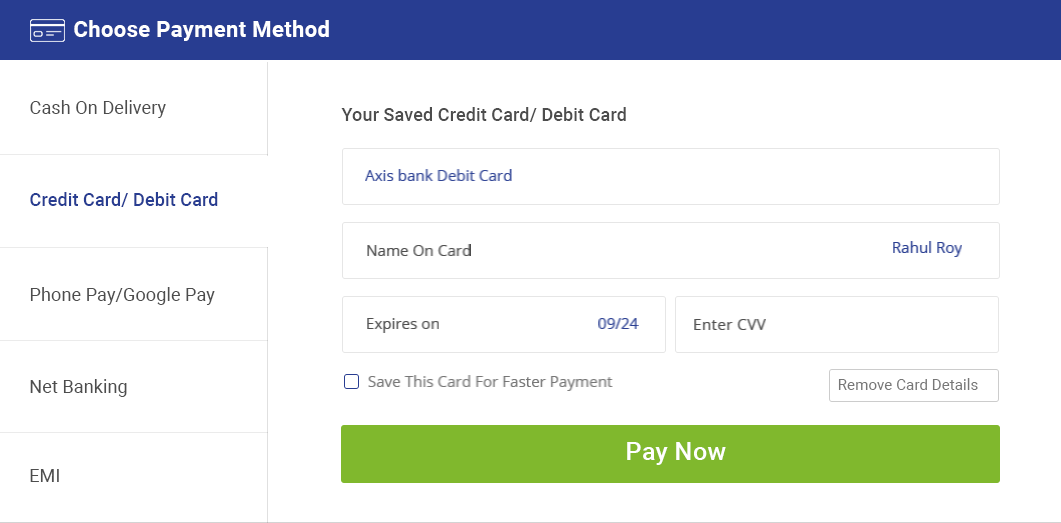 Choose Payment Method
Cash On Delivery
Credit Card/ Debit Card
Phone Pay/Google Pay
Net Banking
EMI
Your Saved Credit Card/ Debit Card
Axis bank Debit Card
Name On Card Rahul Roy
Expires on 09/24 Enter CVV
Save This Card For Faster Payment Remove Card Details
Pay Now